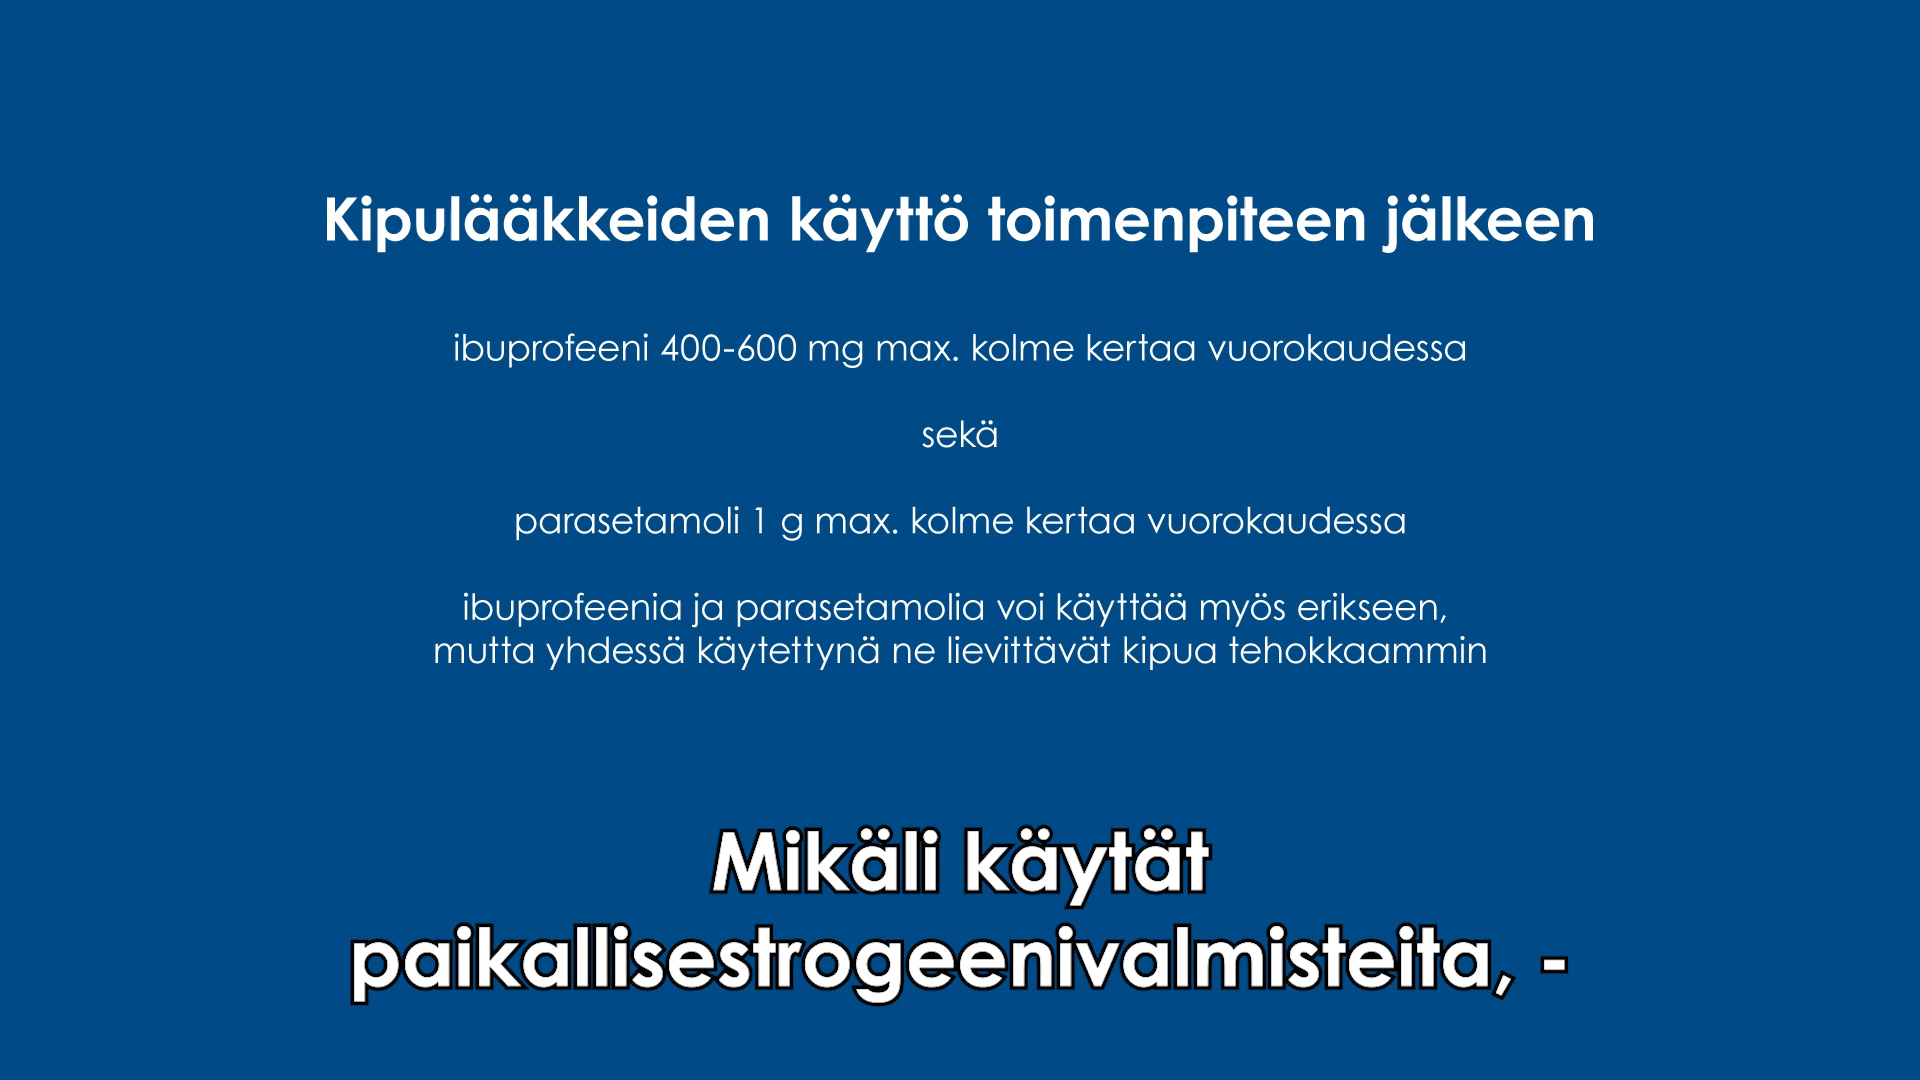 Kipulääkkeiden käyttö toimenpiteen jälkeen
ibuprofeeni 400-600 mg max. kolme kertaa vuorokaudessa
sekä
parasetamoli 1 g max. kolme kertaa vuorokaudessa
ibuprofeenia ja parasetamolia voi käyttää myös erikseen,
mutta yhdessä käytettynä ne lievittävät kipua tehokkaammin
Mikäli käytät
paikallisestrogeenivalmisteita, -